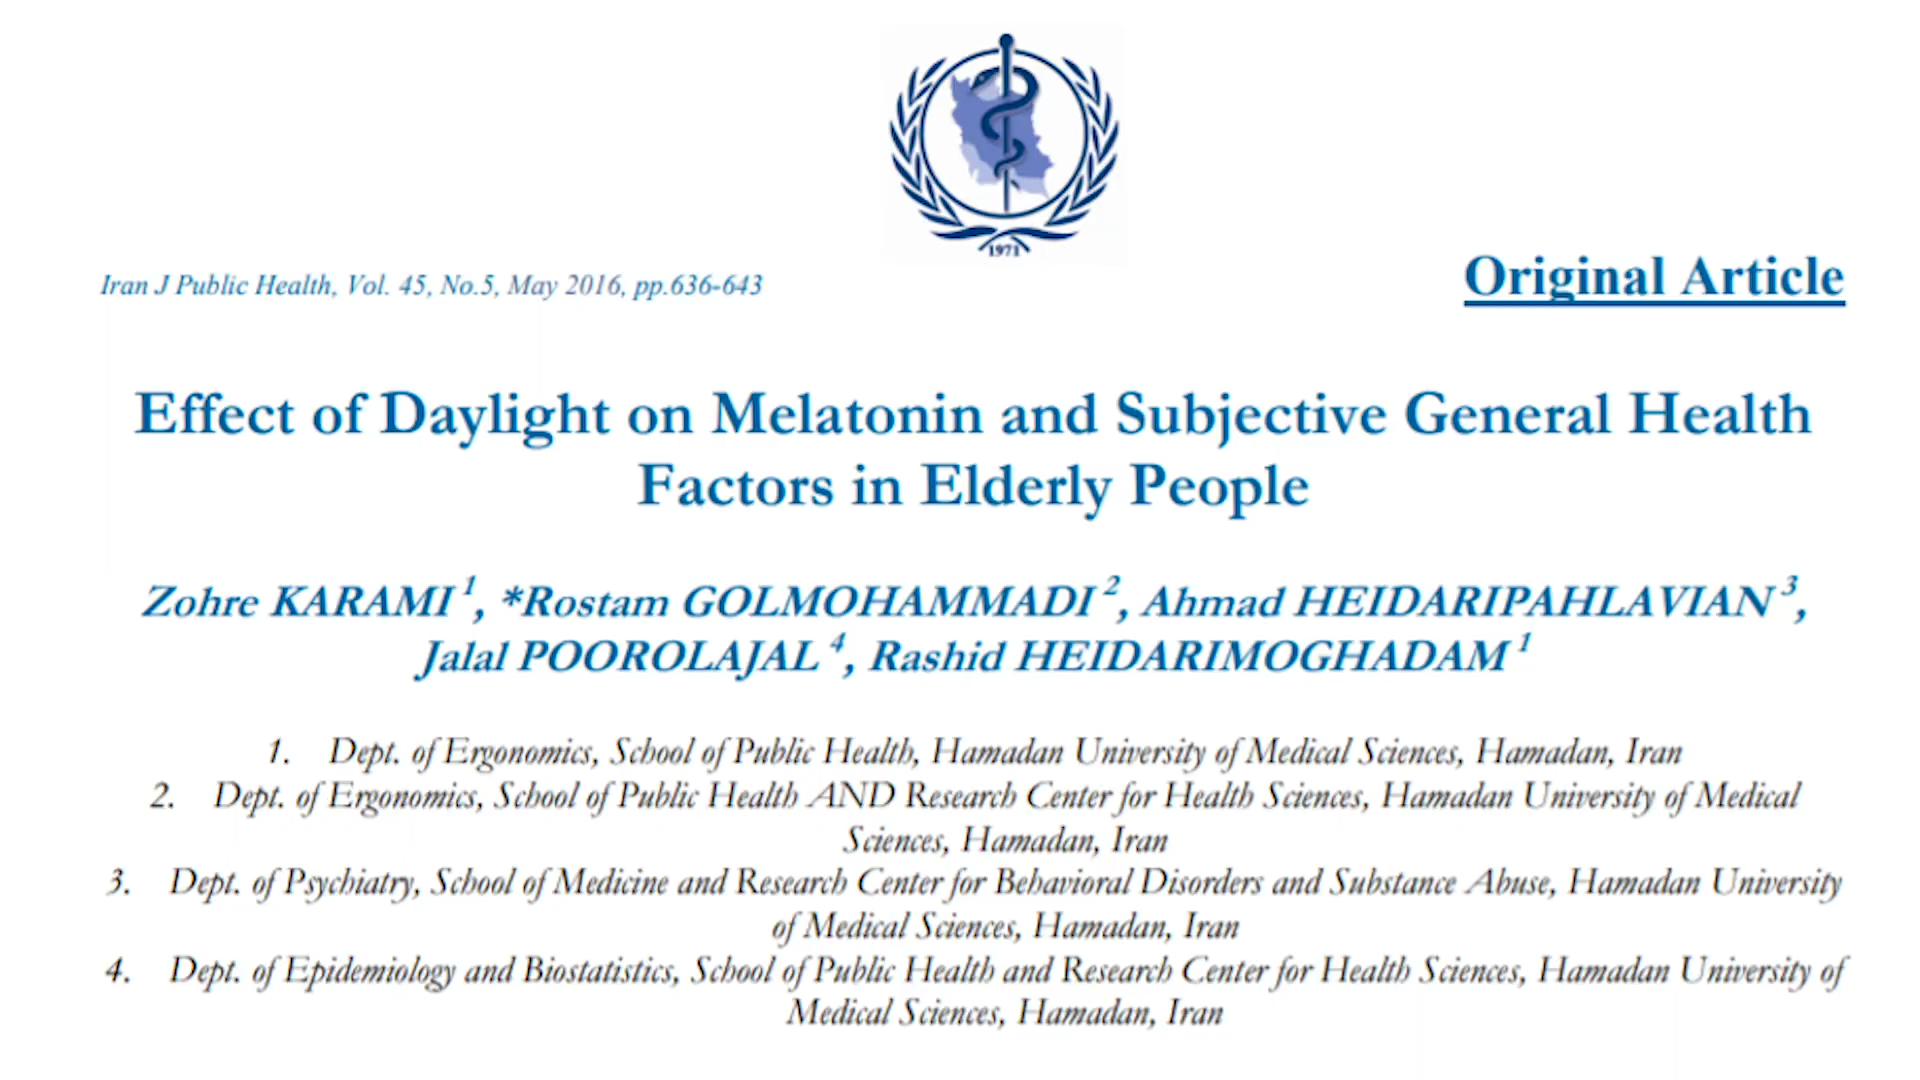 1971
Iran J Public Health, Vol. 45, No.5, May 2016, pp.636-643
Original Article
Effect of Daylight on Melatonin and Subjective General Health
Factors in Elderly People
Zohre KARAMI 1, *Rostam GOLMOHAMMADI 2, Ahmad HEIDARIPAHLAVIAN 3,
Jalal POOROLAJAL 4, Rashid HEIDARIMOGHADAM 1
1. Dept. of Ergonomics, School of Public Health, Hamadan University of Medical Sciences, Hamadan, Iran
2. Dept. of Ergonomics, School of Public Health AND Research Center for Health Sciences, Hamadan University of Medical
Sciences, Hamadan, Iran
3. Dept. of Psychiatry, School of Medicine and Research Center for Behavioral Disorders and Substance Abuse, Hamadan University
of Medical Sciences, Hamadan, Iran
4. Dept. of Epidemiology and Biostatistics, School of Public Health and Research Center for Health Sciences, Hamadan University of
Medical Sciences, Hamadan, Iran